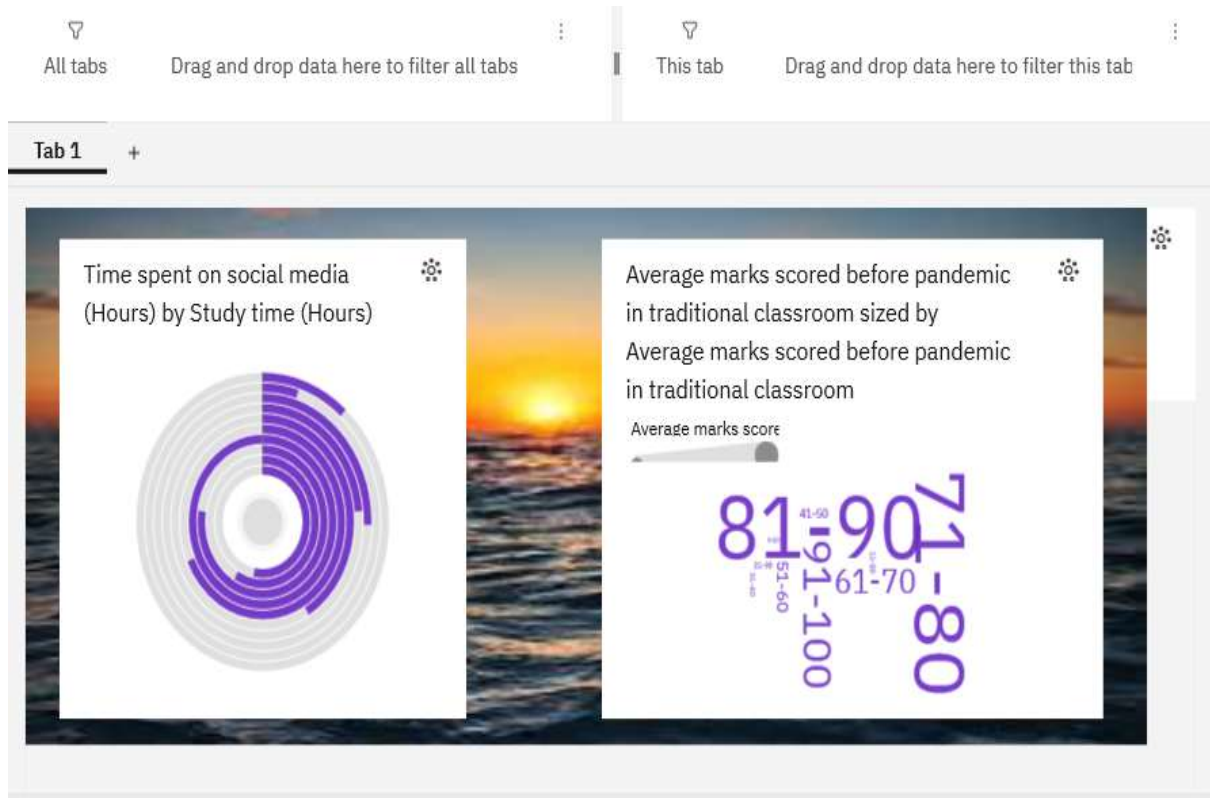 All tabs
Drag and drop data here to filter all tabs
This tab
Drag and drop data here to filter this tab
Tab 1 +
Time spent on social media
(Hours) by Study time (Hours)
Average marks scored before pandemic
in traditional classroom sized by
Average marks scored before pandemic
in traditional classroom
Average marks score
81-90
71-80
41-50
61-70
51-60
91-100